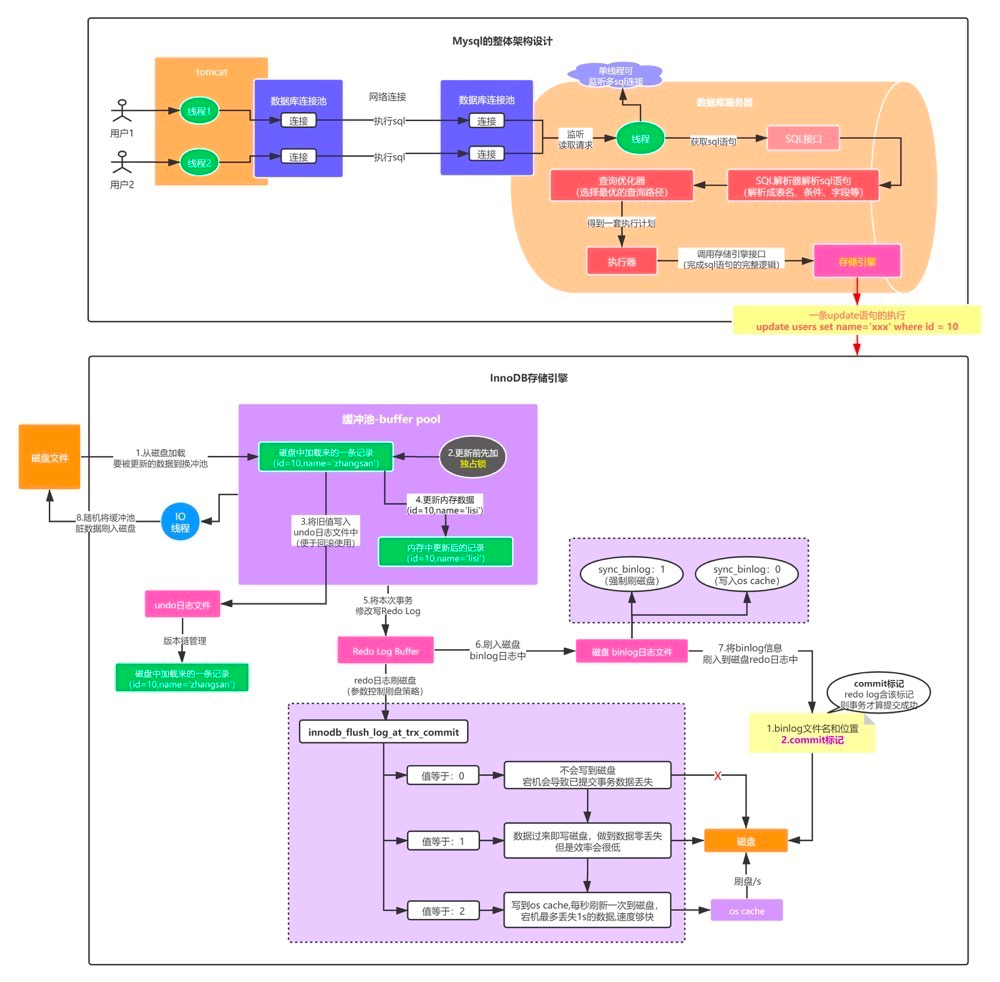 Mysql的整体架构设计
tomcat
线程1
线程2
用户1
用户2
数据库连接池
连接
连接
网络连接
执行sql
执行sql
数据库连接池
连接
连接
监听
读取请求
单线程可
监听多sql连接
数据库服务器
线程
获取sql语句
SQL接口
SQL解析器解析sql语句
(解析成表名、条件、字段等)
查询优化器
(选择最优的查询路径)
得到一套执行计划
执行器
调用存储引擎接口
(完成sql语句的完整逻辑)
存储引擎
一条update语句的执行
update users set name='xxx' where id = 10
InnoDB存储引擎
磁盘文件
1.从磁盘加载
要被更新的数据到换冲池
缓冲池-buffer pool
磁盘中加载来的一条记录
(id=10,name='zhangsan')
2.更新前先加
独占锁
3.将旧值写入
undo日志文件中
(便于回滚使用)
4.更新内存数据
(id=10,name='lisi')
内存中更新后的记录
(id=10,name='lisi')
8.随机将缓冲池
脏数据刷入磁盘
IO
线程
undo日志文件
版本链管理
磁盘中加载来的一条记录
(id=10,name='zhangsan')
5.将本次事务
修改写Redo Log
Redo Log Buffer
6.刷入磁盘
binlog日志中
磁盘 binlog日志文件
sync_binlog：1
(强制刷磁盘)
sync_binlog：0
(写入os cache)
7.将binlog信息
刷入到磁盘redo日志中
commit标记
redo log含该标记
则事务才算提交成功
1.binlog文件名和位置
2.commit标记
redo日志刷磁盘
(参数控制刷盘策略)
innodb_flush_log_at_trx_commit
值等于：0
不会写到磁盘
宕机会导致已提交事务数据丢失
X
值等于：1
数据过来即写磁盘，做到数据零丢失
但是效率会很低
磁盘
刷盘/s
值等于：2
写到os cache,每秒刷新一次到磁盘，
宕机最多丢失1s的数据,速度够快
os cache